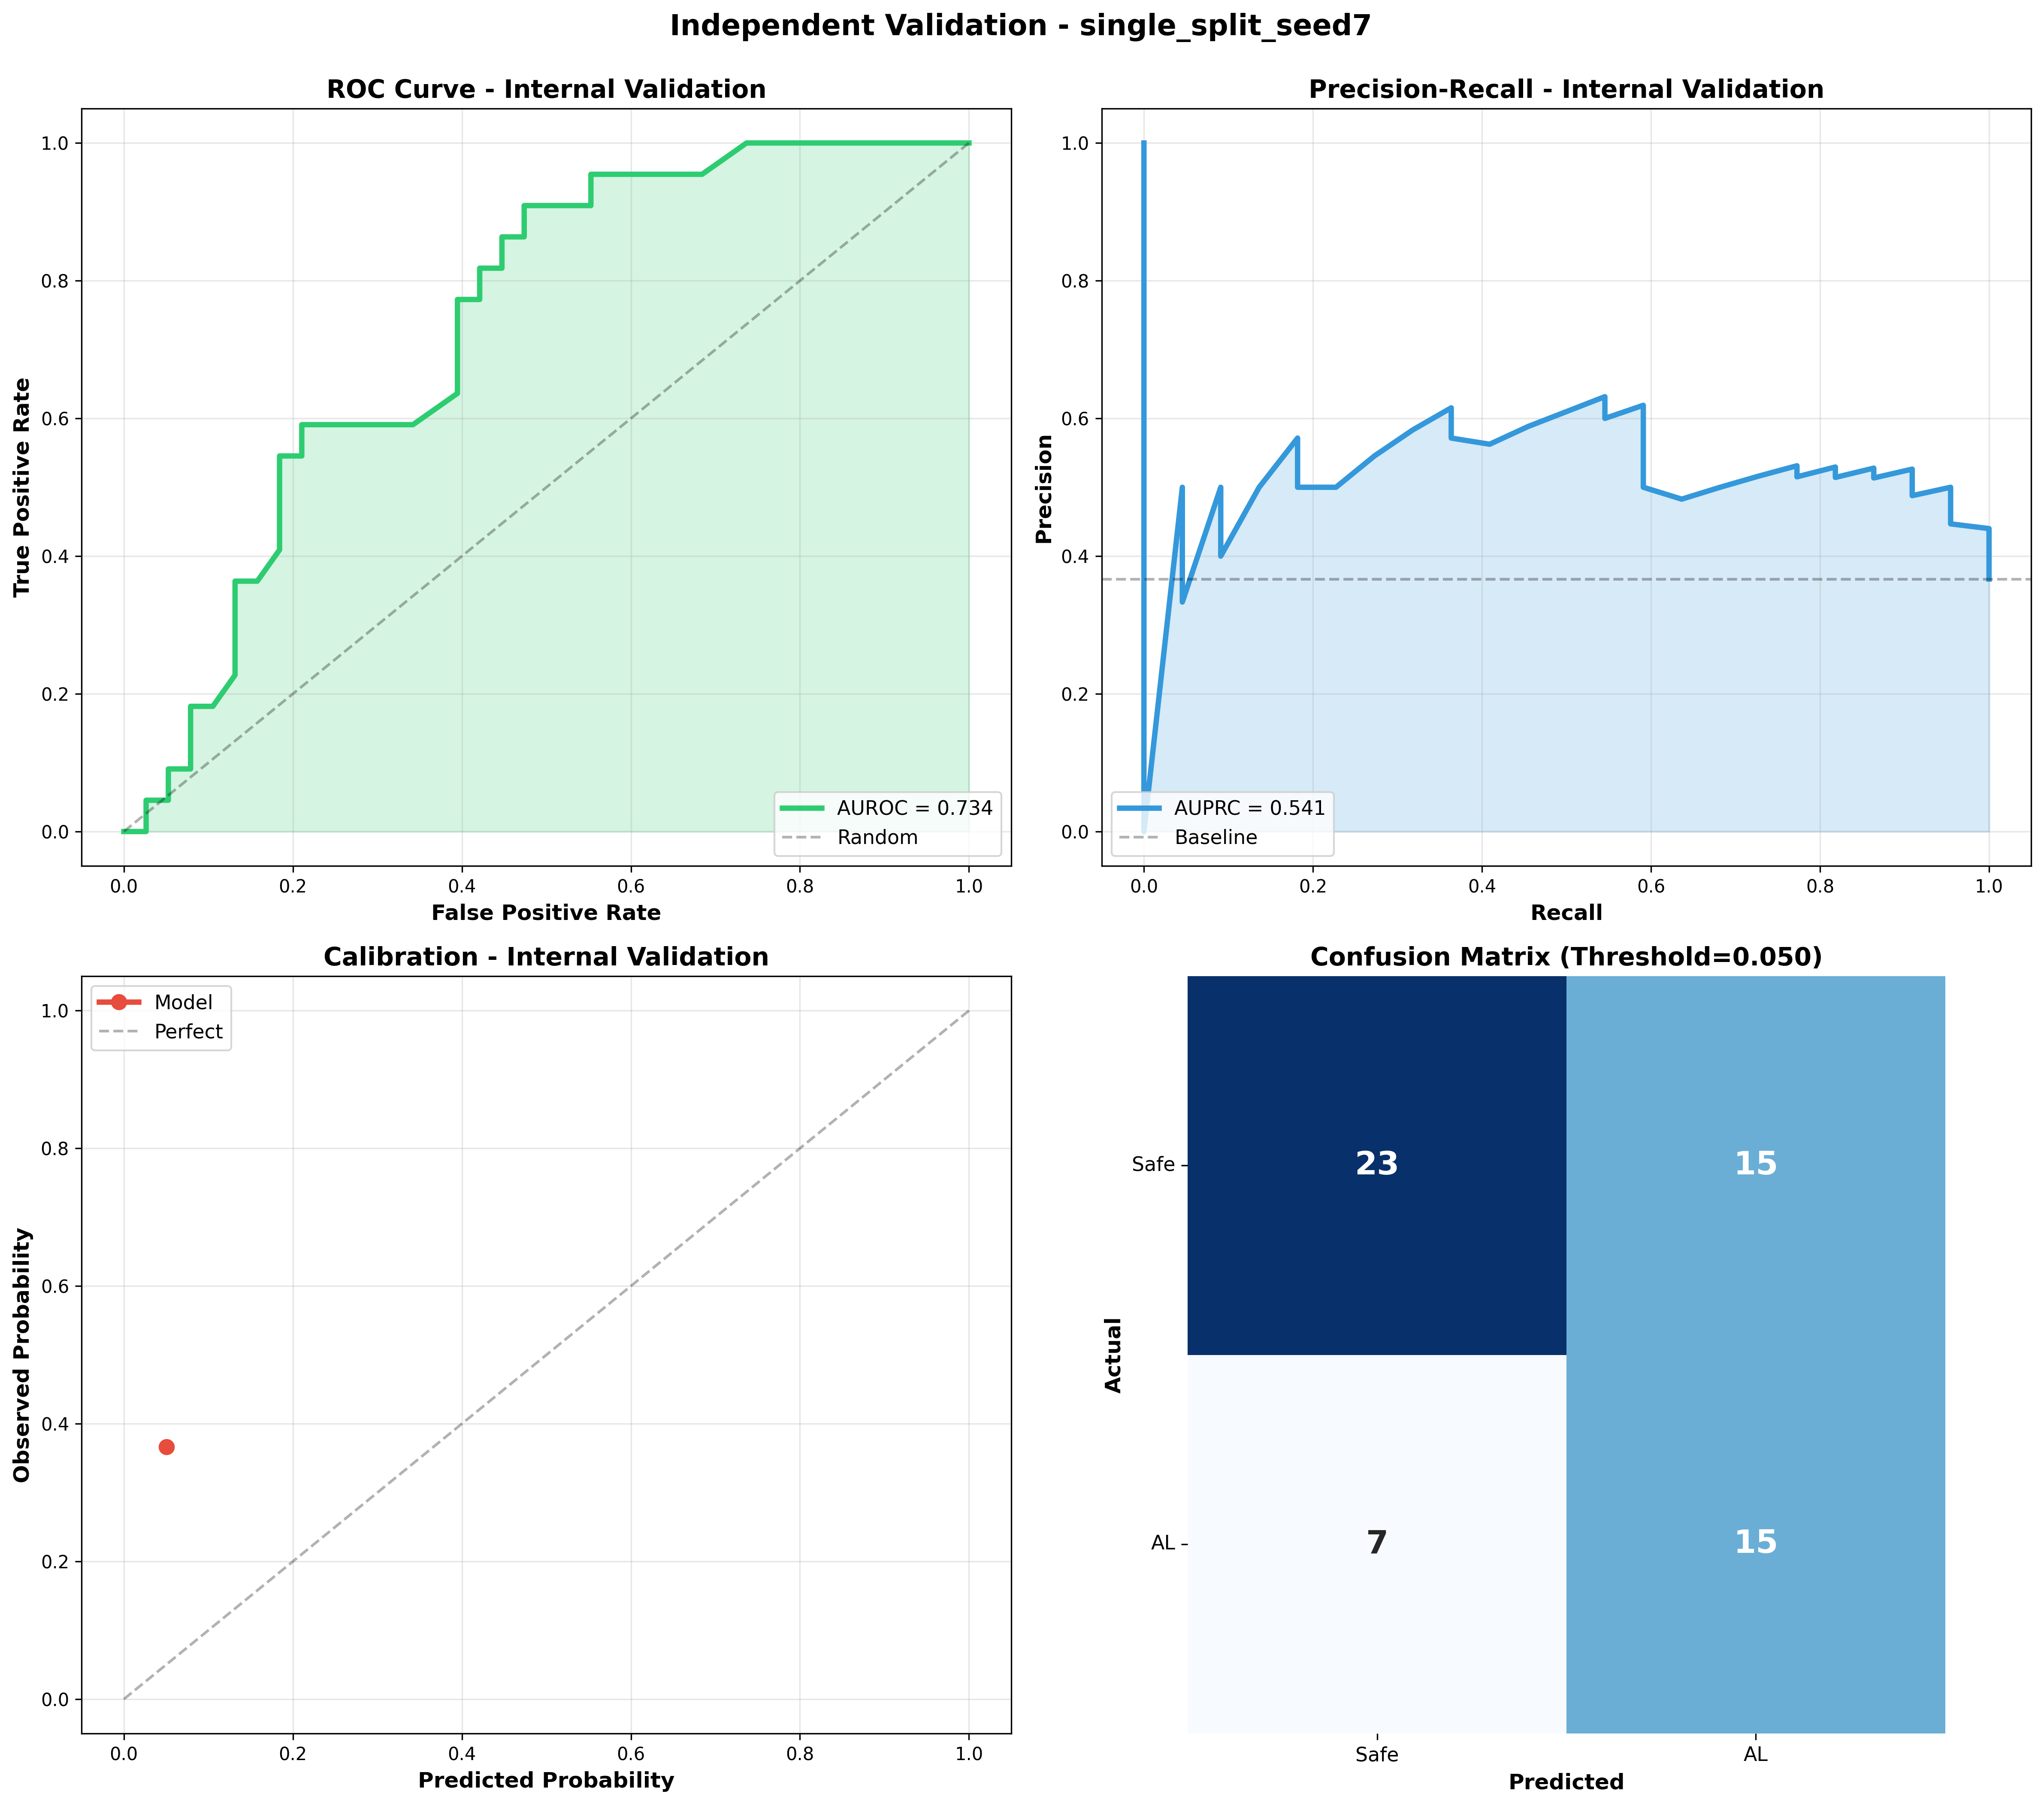 Independent Validation - single_split_seed7
ROC Curve - Internal Validation
True Positive Rate
1.0
0.8
0.6
0.4
0.2
0.0
AUROC = 0.734
Random
0.0 0.2 0.4 0.6 0.8 1.0
False Positive Rate
Precision-Recall - Internal Validation
Precision
1.0
0.8
0.6
0.4
0.2
0.0
AUPRC = 0.541
Baseline
0.0 0.2 0.4 0.6 0.8 1.0
Recall
Calibration - Internal Validation
Observed Probability
1.0
0.8
0.6
0.4
0.2
0.0
Model
Perfect
0.0 0.2 0.4 0.6 0.8 1.0
Predicted Probability
Confusion Matrix (Threshold=0.050)
Actual
Safe 23 15
AL 7 15
Safe AL
Predicted